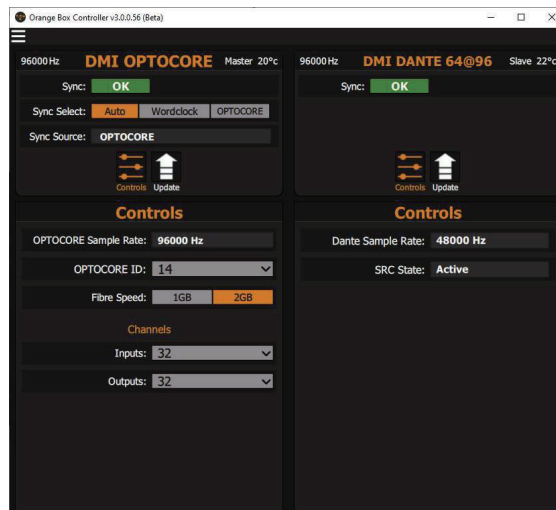 Orange Box Controller v3.0.0.56 (Beta)
96000 Hz DMI OPTOCORE Master 20°c
Sync: OK
Sync Select: Auto Wordclock OPTOCORE
Sync Source: OPTOCORE
Controls Update
Controls
OPTOCORE Sample Rate: 96000 Hz
OPTOCORE ID: 14
Fibre Speed: 1GB 2GB
Channels
Inputs: 32
Outputs: 32
96000 Hz DMI DANTE 64@96 Slave 22°c
Sync: OK
Controls Update
Controls
Dante Sample Rate: 48000 Hz
SRC State: Active